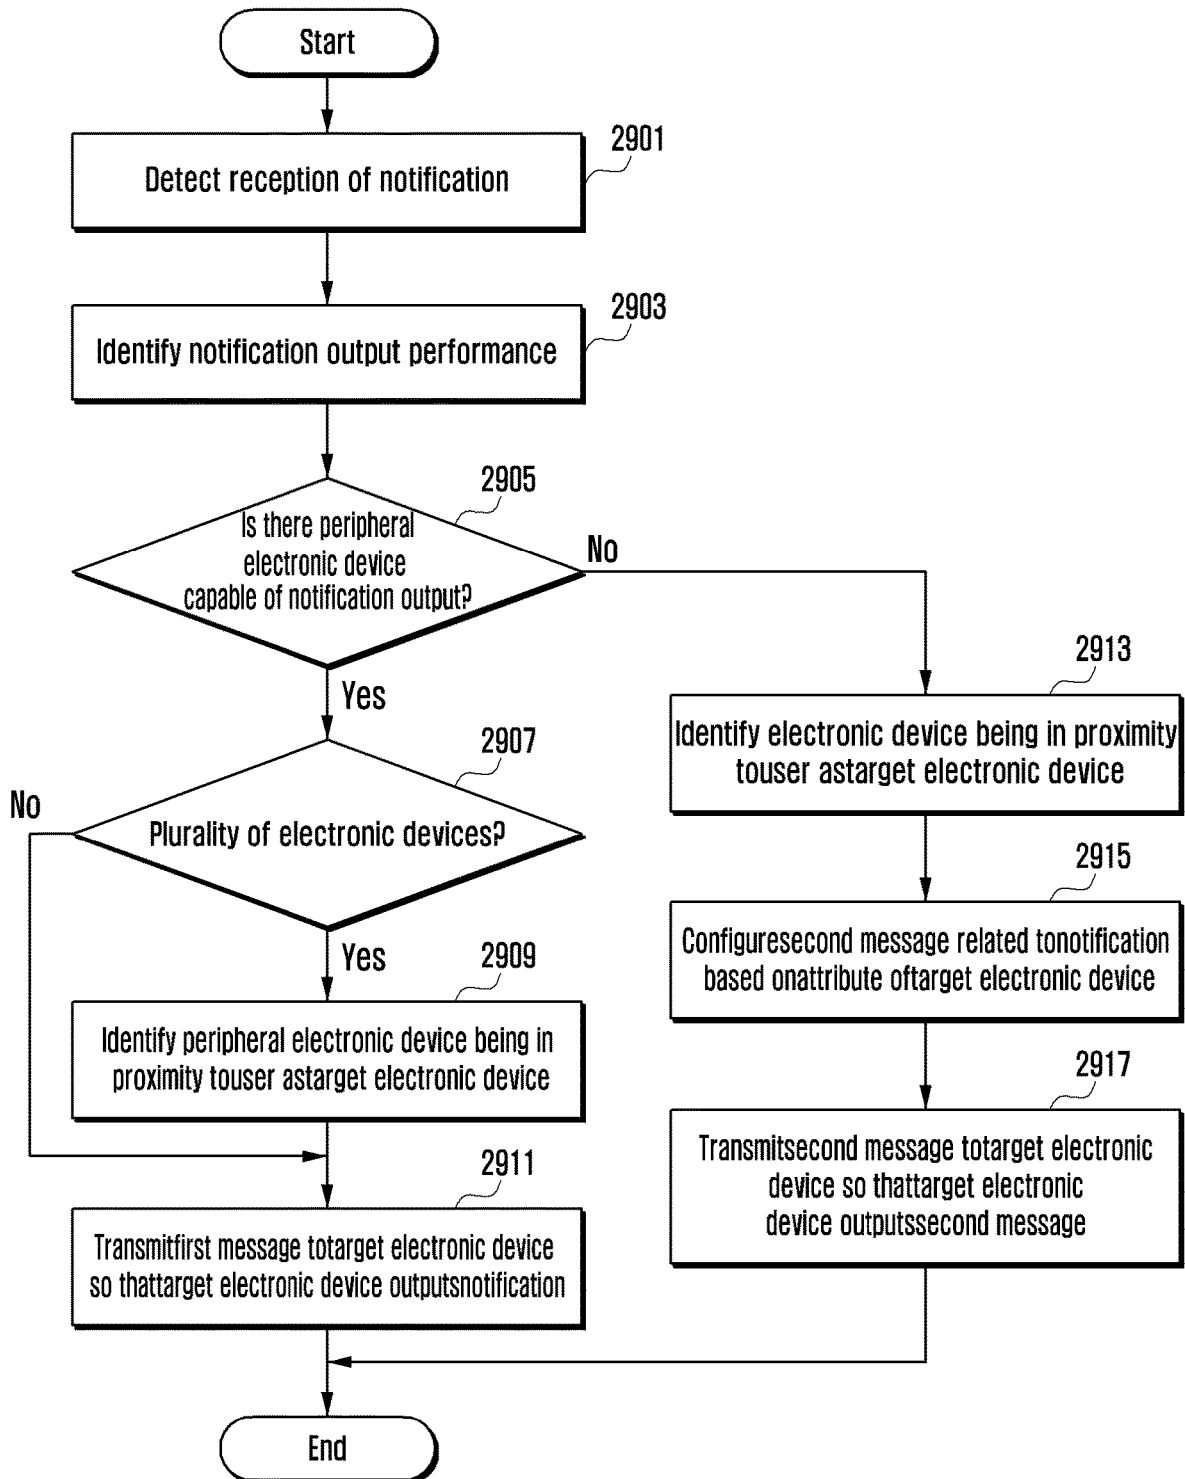 Start
2901
Detect reception of notification
2903
Identify notification output performance
2905
Is there peripheral
electronic device
capable of notification output?
No
Yes
2907
Plurality of electronic devices?
No
Yes
2909
Identify peripheral electronic device being in
proximity touser astarget electronic device
2911
Transmitfirst message totarget electronic device
so thattarget electronic device outputsnotification
2913
Identify electronic device being in proximity
touser astarget electronic device
2915
Configuresecond message related tonotification
based onattribute oftarget electronic device
2917
Transmitsecond message totarget electronic
device so thattarget electronic
device outputssecond message
End